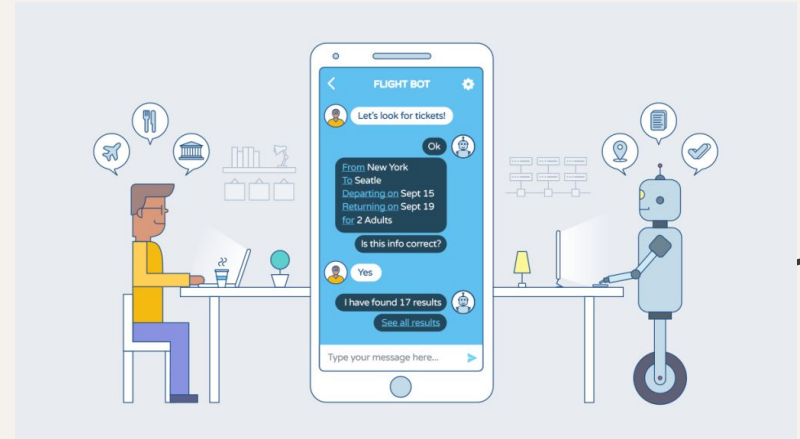 FLIGHT BOT
Let's look for tickets!
Ok
From New York
To Seatle
Departing on Sept 15
Returning on Sept 19
for 2 Adults
Is this info correct?
Yes
I have found 17 results
See all results
Type your message here...